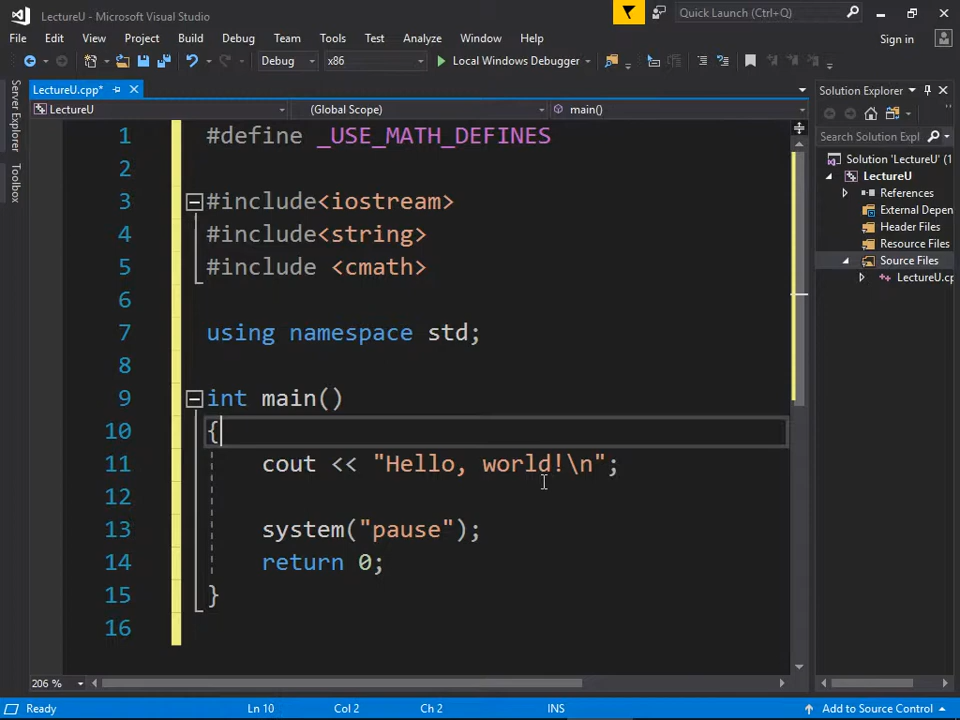 LectureU - Microsoft Visual Studio
Quick Launch (Ctrl+Q)
File Edit View Project Build Debug Team Tools Test Analyze Window Help
Sign in
Debug x86 Local Windows Debugger
LectureU.cpp*
Solution Explorer
LectureU (Global Scope) main()
Server Explorer
Toolbox
1 #define _USE_MATH_DEFINES
2
3 #include<iostream>
4 #include<string>
5 #include <cmath>
6
7 using namespace std;
8
9 int main()
10 {
11 cout << "Hello, world!\n";
12
13 system("pause");
14 return 0;
15 }
16
Search Solution Expl
Solution 'LectureU' (1
LectureU
References
External Depen
Header Files
Resource Files
Source Files
LectureU.cp
206 %
Ready Ln 10 Col 2 Ch 2 INS Add to Source Control